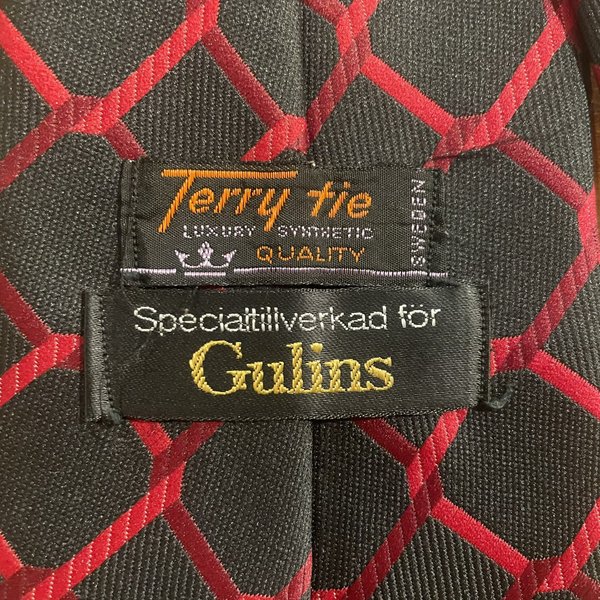 Terry tie
LUXURY SYNTHETIC
QUALITY
SWEDEN
Specialtillverkad för
Gulins